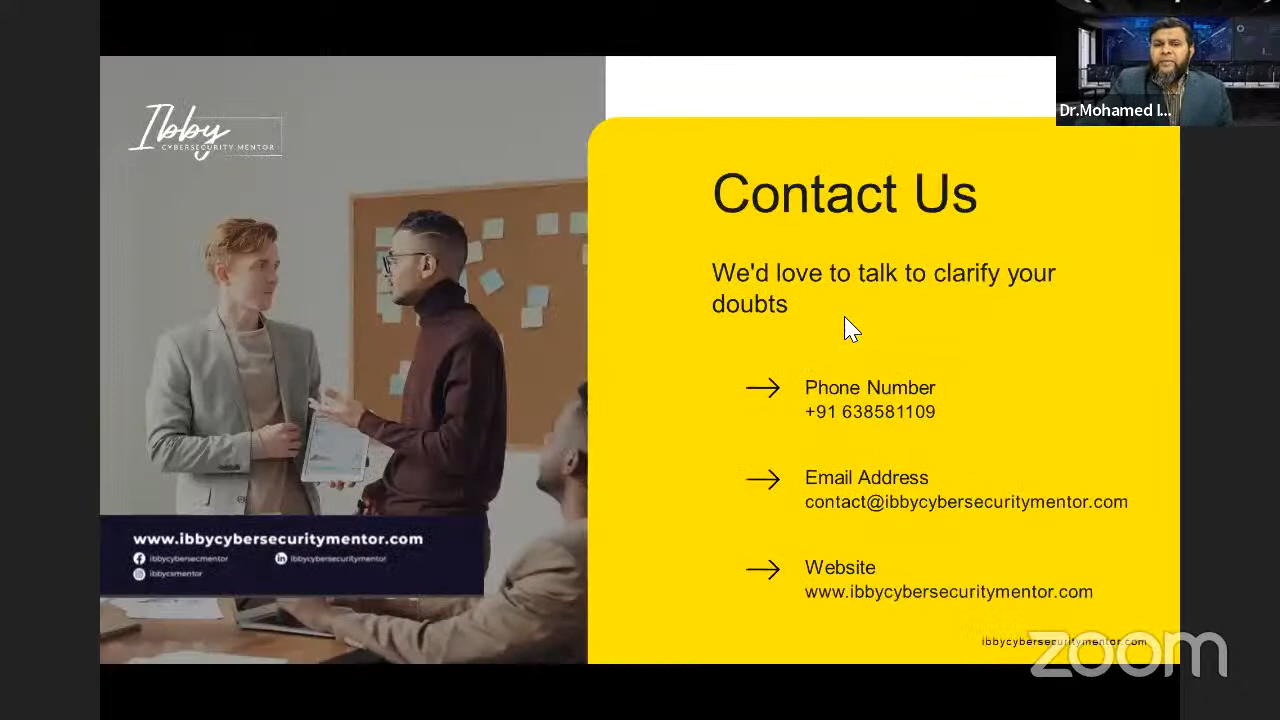 Dr.Mohamed I...
Ibby
CYBERSECURITY MENTOR
Contact Us
We'd love to talk to clarify your
doubts
Phone Number
+91 638581109
Email Address
contact@ibbycybersecuritymentor.com
Website
www.ibbycybersecuritymentor.com
www.ibbycybersecuritymentor.com
ibbycybersecmentor
ibbycybersecuritymentor
ibbycsmentor
ibbycybersecuritymentor.com
zoom